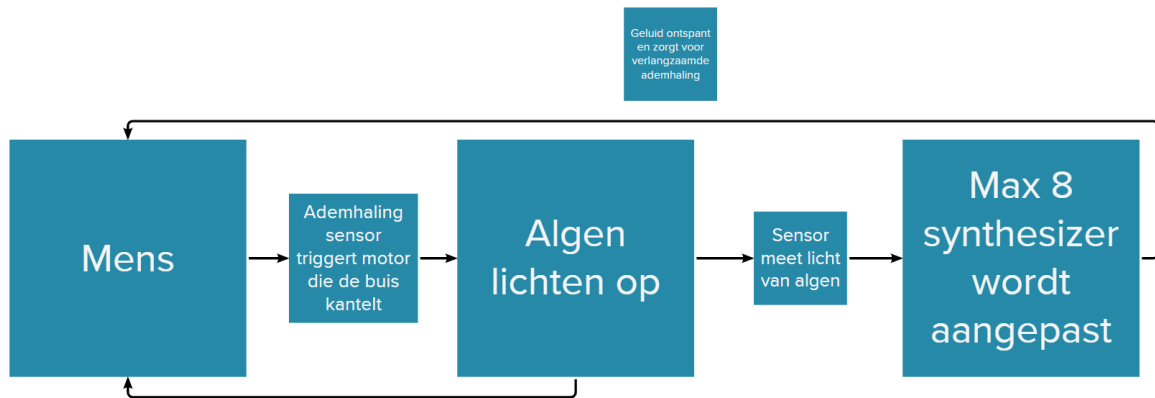 Geluid ontspant
en zorgt voor
verlangzaamde
ademhaling
Mens
Ademhaling
sensor
triggert motor
die de buis
kantelt
Algen
lichten op
Sensor
meet licht
van algen
Max 8
synthesizer
wordt
aangepast